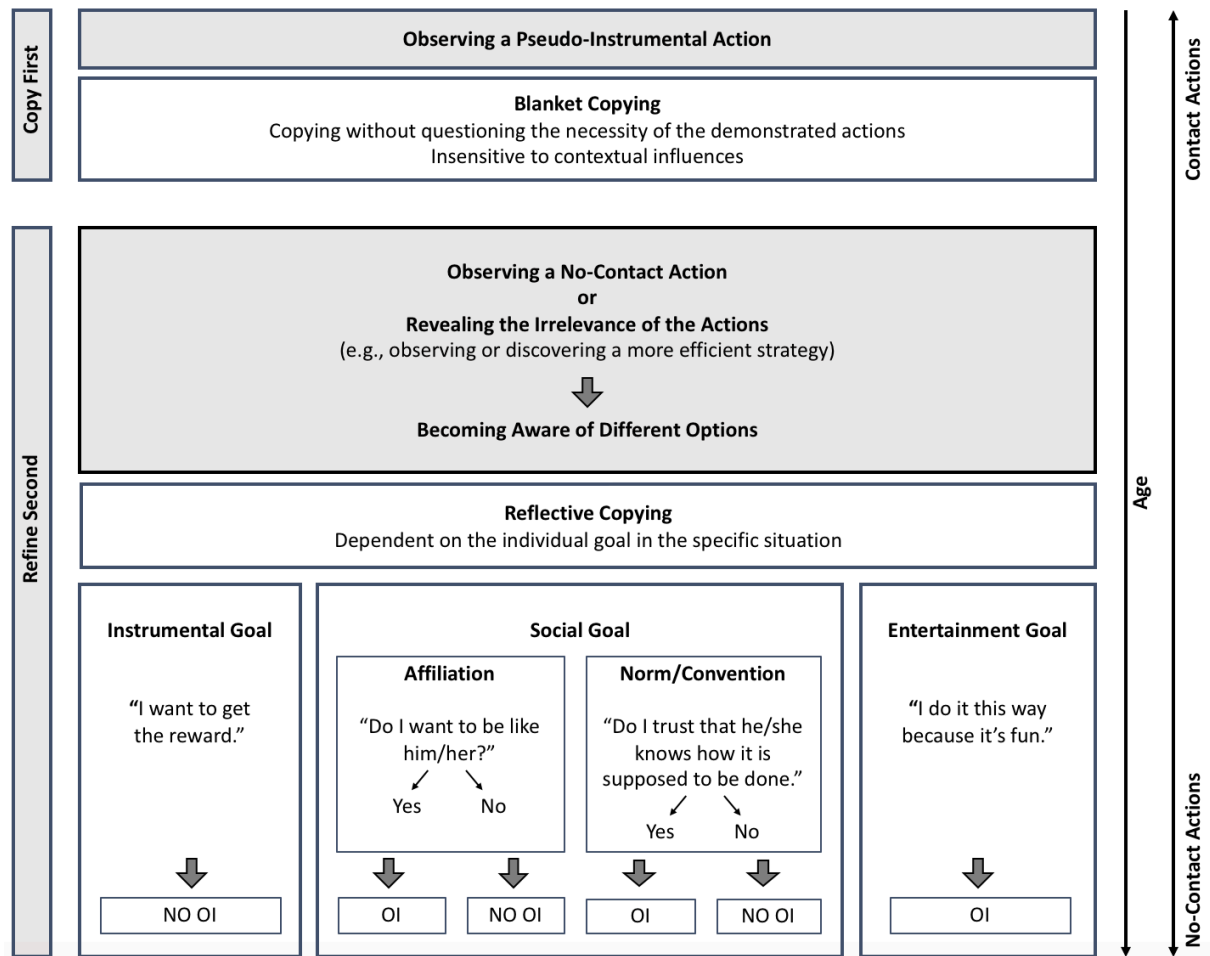 Copy First
Observing a Pseudo-Instrumental Action
Blanket Copying
Copying without questioning the necessity of the demonstrated actions
Insensitive to contextual influences
Refine Second
Observing a No-Contact Action
or
Revealing the Irrelevance of the Actions
(e.g., observing or discovering a more efficient strategy)
Becoming Aware of Different Options
Reflective Copying
Dependent on the individual goal in the specific situation
Instrumental Goal
“I want to get
the reward.”
NO OI
Social Goal
Affiliation
“Do I want to be like
him/her?”
Yes
No
OI
NO OI
Norm/Convention
“Do I trust that he/she
knows how it is
supposed to be done.”
Yes
No
OI
NO OI
Entertainment Goal
“I do it this way
because it’s fun.”
OI
Age
Contact Actions
No-Contact Actions